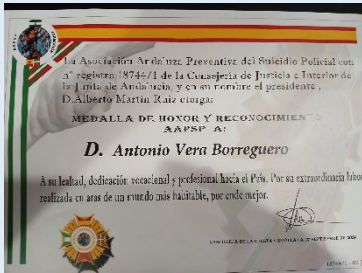 La Asociación Andaluza Preventiva del Suicidio Policial con
nº registro 18744/1 de la Consejería de Justicia e Interior de
la Junta de Andalucía, y en su nombre el presidente,
D.Alberto Martín Ruiz otorga:
MEDALLA DE HONOR Y RECONOCIMIENTO
AAPSP A:
D. Antonio Vera Borreguero
A su lealtad, dedicación vocacional y profesional hacia el País. Por su extraordinaria labor
realizada en aras de un mundo más habitable, por ende mejor.